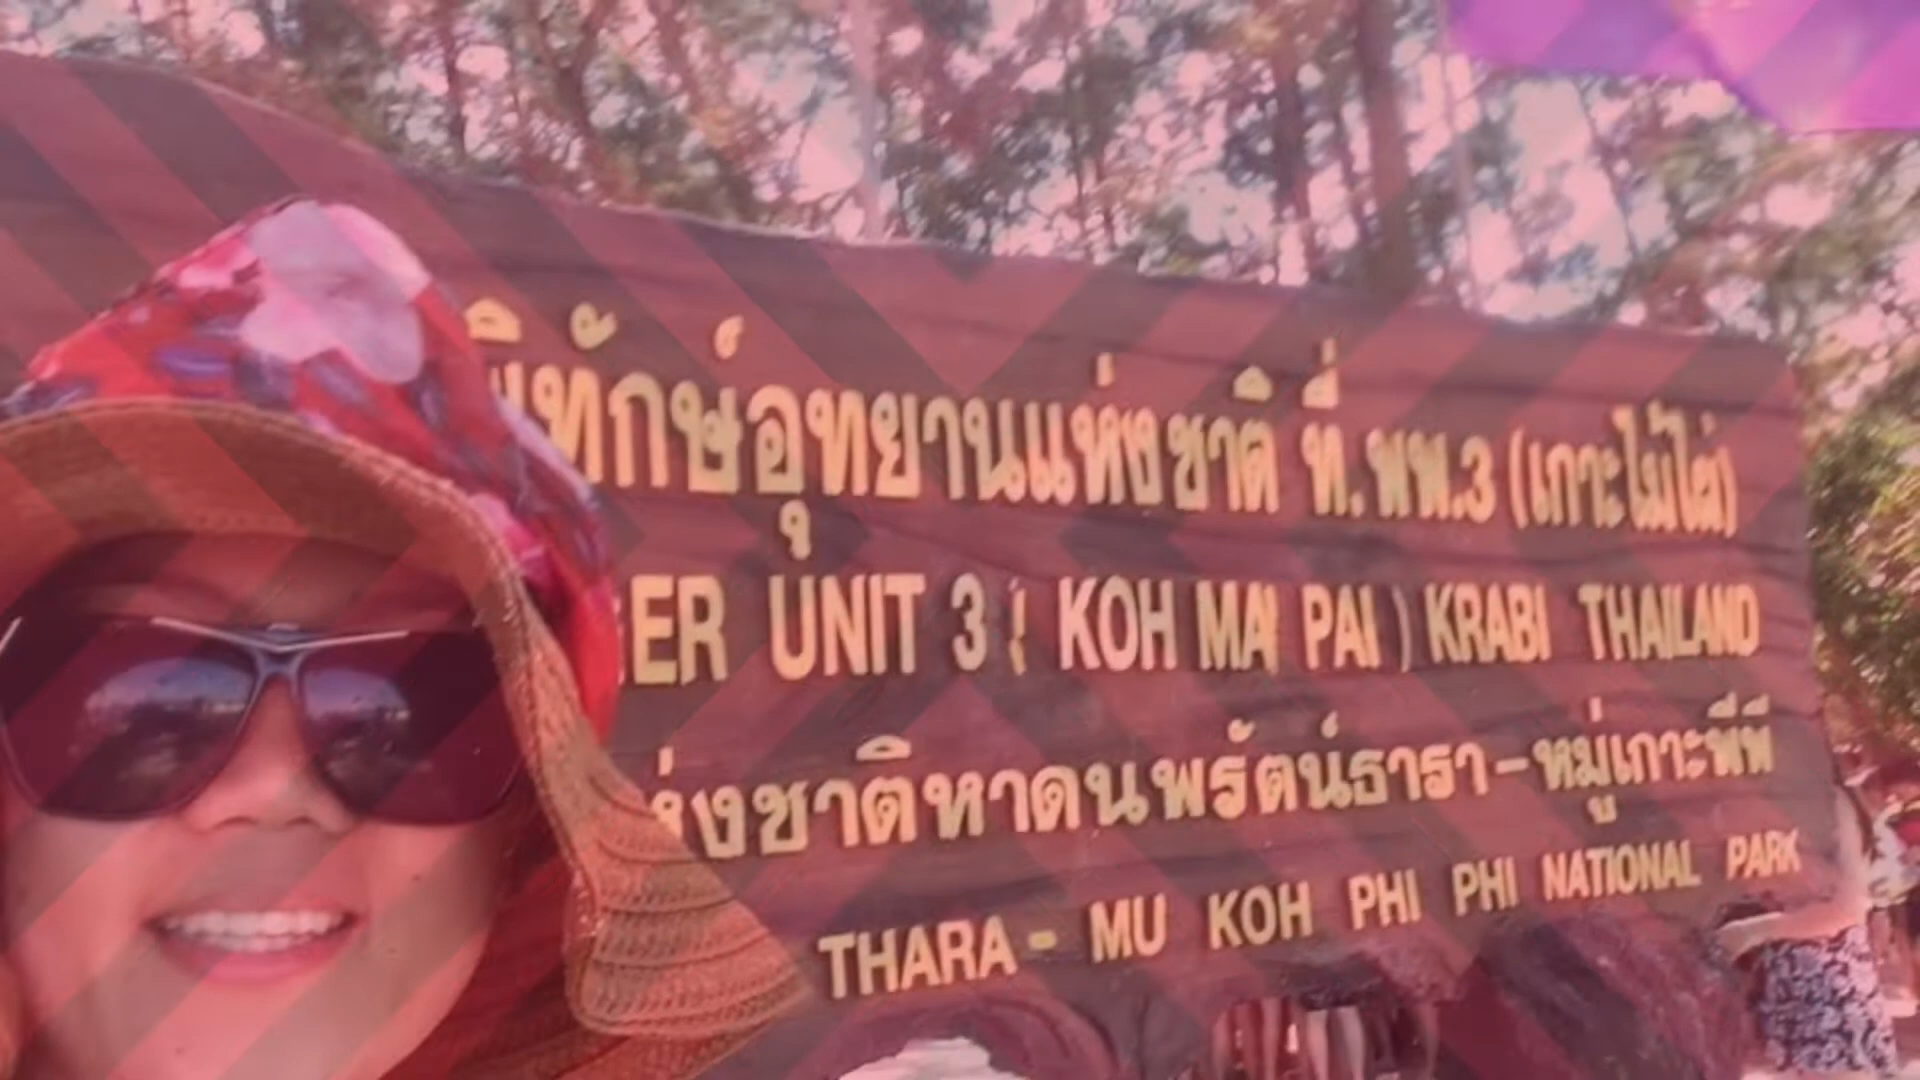 พิทักษ์อุทยานแห่งชาติ ที่.พพ.3 (เกาะไม้ไผ่)
ER UNIT 3 ( KOH MAI PAI ) KRABI THAILAND
แห่งชาติหาดนพรัตน์ธารา-หมู่เกาะพีพี
THARA - MU KOH PHI PHI NATIONAL PARK